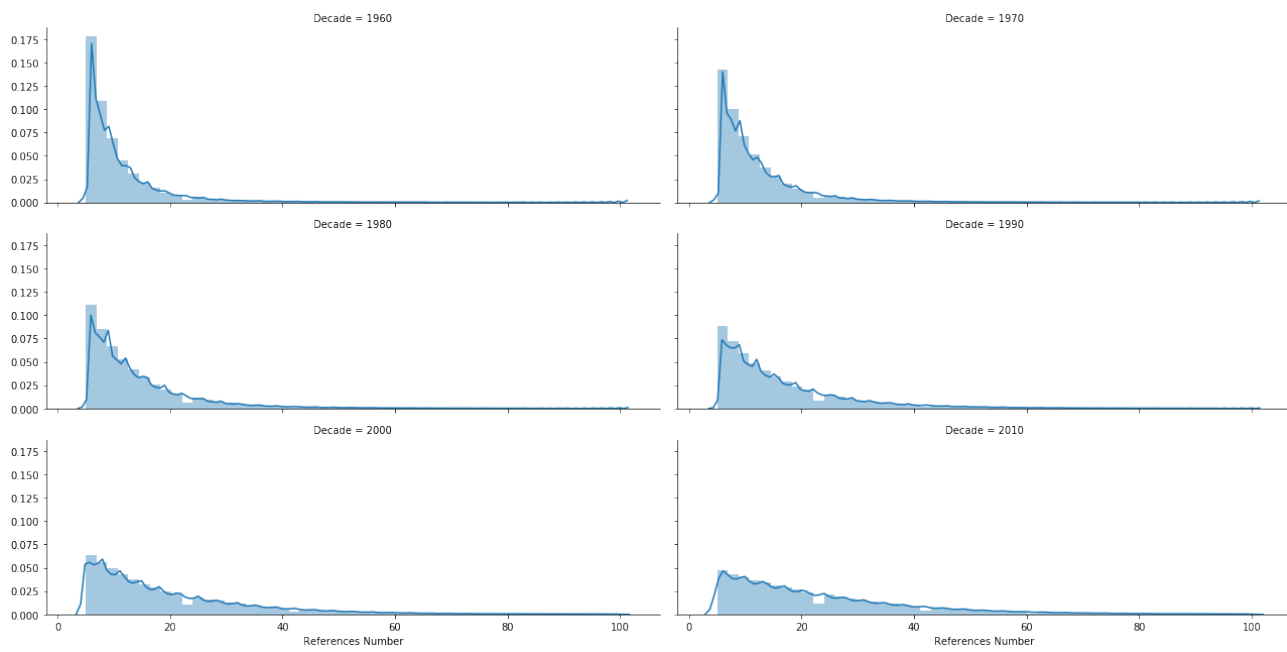 Decade = 1960
Decade = 1970
0.175
0.150
0.125
0.100
0.075
0.050
0.025
0.000
Decade = 1980
Decade = 1990
0.175
0.150
0.125
0.100
0.075
0.050
0.025
0.000
Decade = 2000
Decade = 2010
0.175
0.150
0.125
0.100
0.075
0.050
0.025
0.000
0 20 40 60 80 100
0 20 40 60 80 100
References Number
References Number